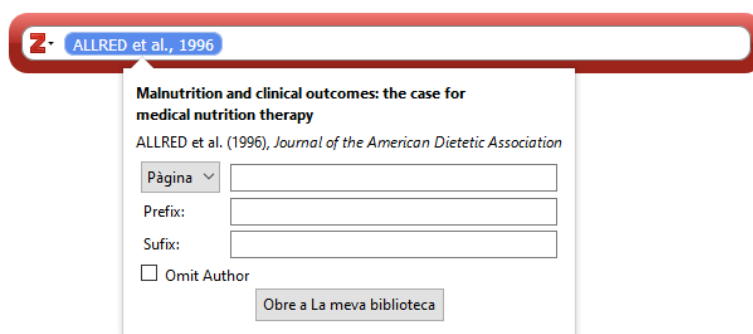 Z ALLRED et al., 1996
Malnutrition and clinical outcomes: the case for
medical nutrition therapy
ALLRED et al. (1996), Journal of the American Dietetic Association
Pàgina
Prefix:
Sufix:
Omit Author
Obre a La meva biblioteca